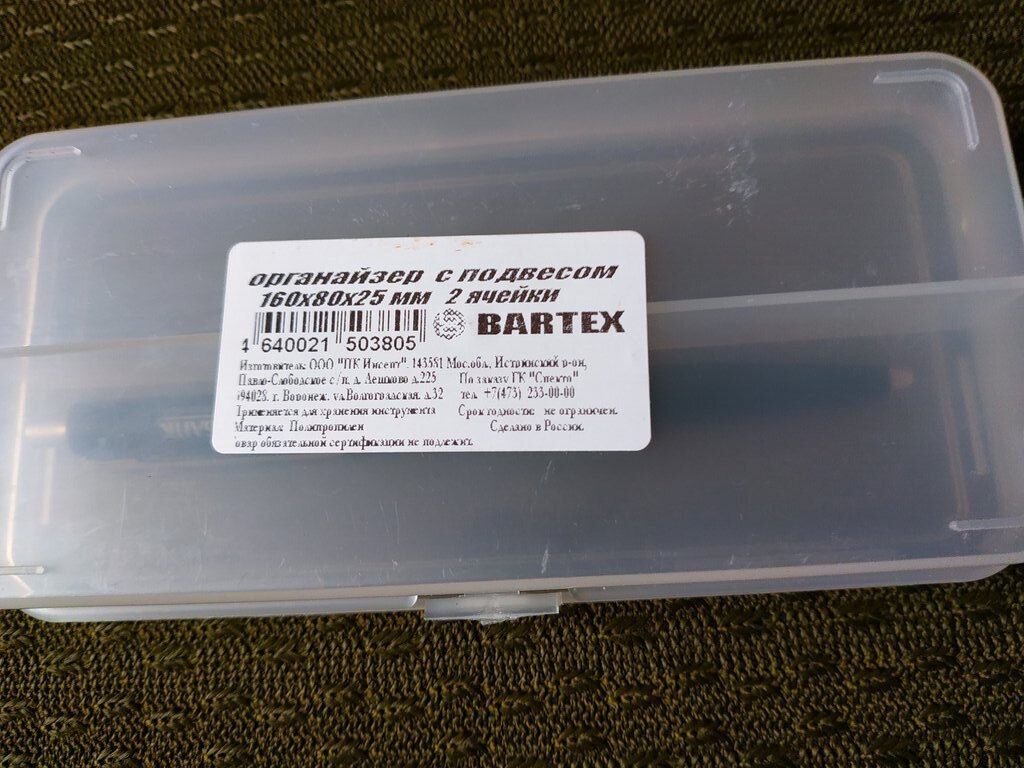 органайзер с подвесом
160х80х25 мм 2 ячейки
BARTEX
4 640021 503805
Изготовитель: ООО "ПК Инсепт". 143581 Мос.обл., Истринский р-он,
Павло-Слободское с/п, д. Лешково д.225 По заказу ГК "Спекто"
394028, г. Воронеж, ул.Волгоградская, д.32 тел. +7(473) 233-00-00
Применяется для хранения инструмента Срок годности не ограничен.
Материал: Полипропилен Сделано в России.
овар обязательной сертификации не подлежит.